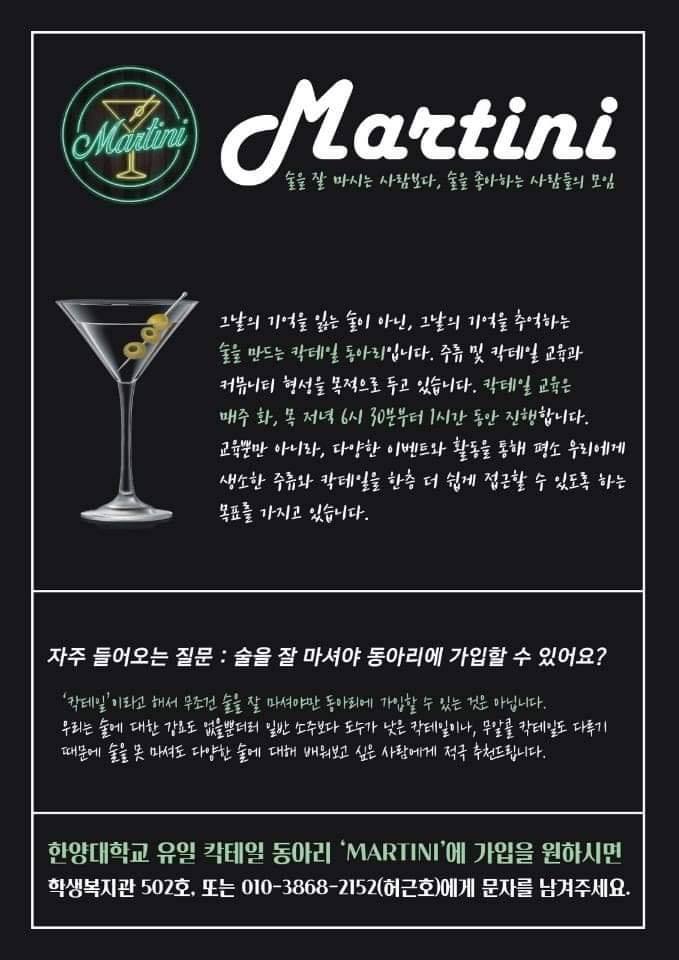 Martini
Martini
술을 잘 마시는 사람보다, 술을 좋아하는 사람들의 모임
그날의 기억을 잃는 술이 아닌, 그날의 기억을 추억하는
술을 만드는 칵테일 동아리입니다. 주류 및 칵테일 교육과
커뮤니티 형성을 목적으로 두고 있습니다. 칵테일 교육은
매주 화, 목 저녁 6시 30분부터 1시간 동안 진행합니다.
교육뿐만 아니라, 다양한 이벤트와 활동을 통해 평소 우리에게
생소한 주류와 칵테일을 한층 더 쉽게 접근할 수 있도록 하는
목표를 가지고 있습니다.
자주 들어오는 질문 : 술을 잘 마셔야 동아리에 가입할 수 있어요?
'칵테일'이라고 해서 무조건 술을 잘 마셔야만 동아리에 가입할 수 있는 것은 아닙니다.
우리는 술에 대한 강요도 없을뿐더러 일반 소주보다 도수가 낮은 칵테일이나, 무알콜 칵테일도 다루기
때문에 술을 못 마셔도 다양한 술에 대해 배워보고 싶은 사람에게 적극 추천드립니다.
한양대학교 유일 칵테일 동아리 'MARTINI'에 가입을 원하시면
학생복지관 502호, 또는 010-3868-2152(허근호)에게 문자를 남겨주세요.